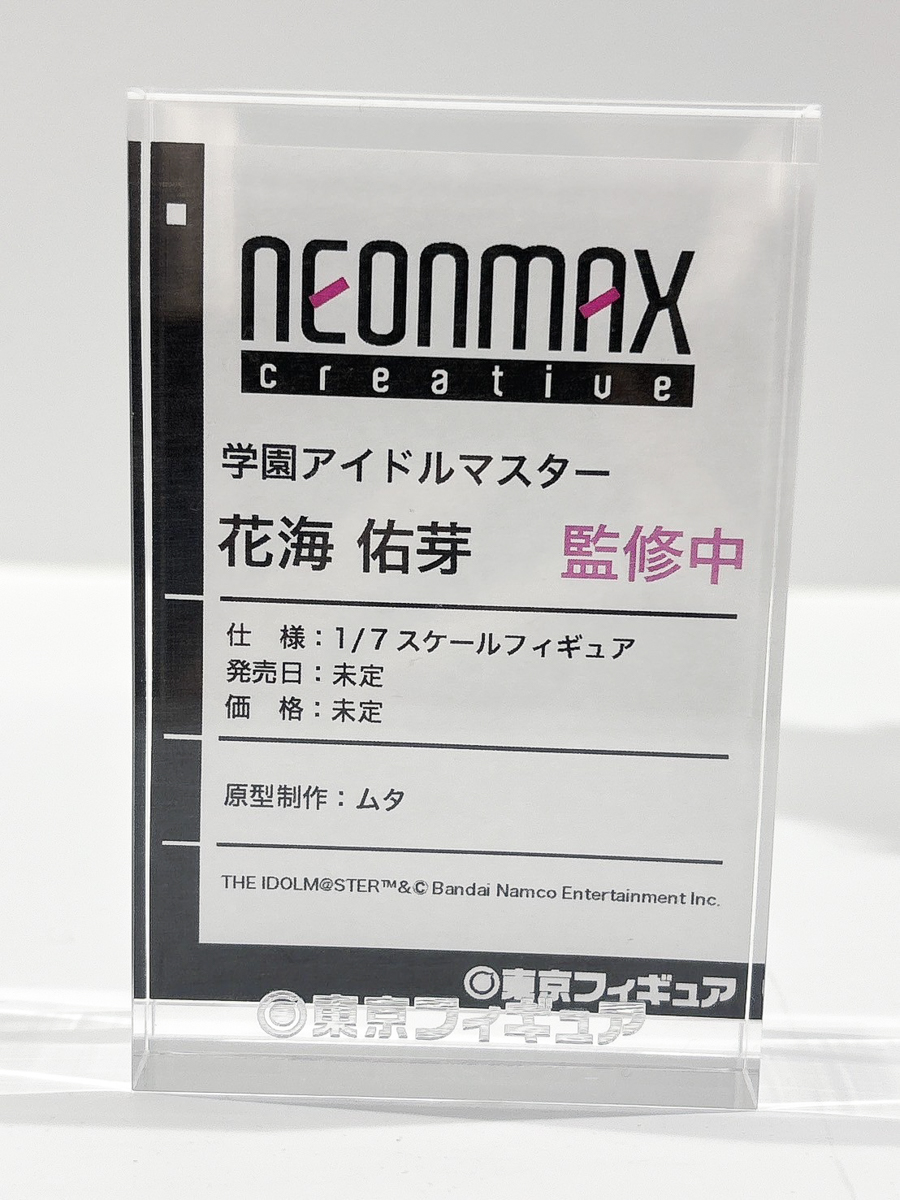 NEONMAX
creative
学園アイドルマスター
花海 佑芽 監修中
仕 様：1/7 スケールフィギュア
発売日：未定
価 格：未定
原型制作：ムタ
THE IDOLM@STER™&© Bandai Namco Entertainment Inc.
東京フィギュア
東京フィギュア